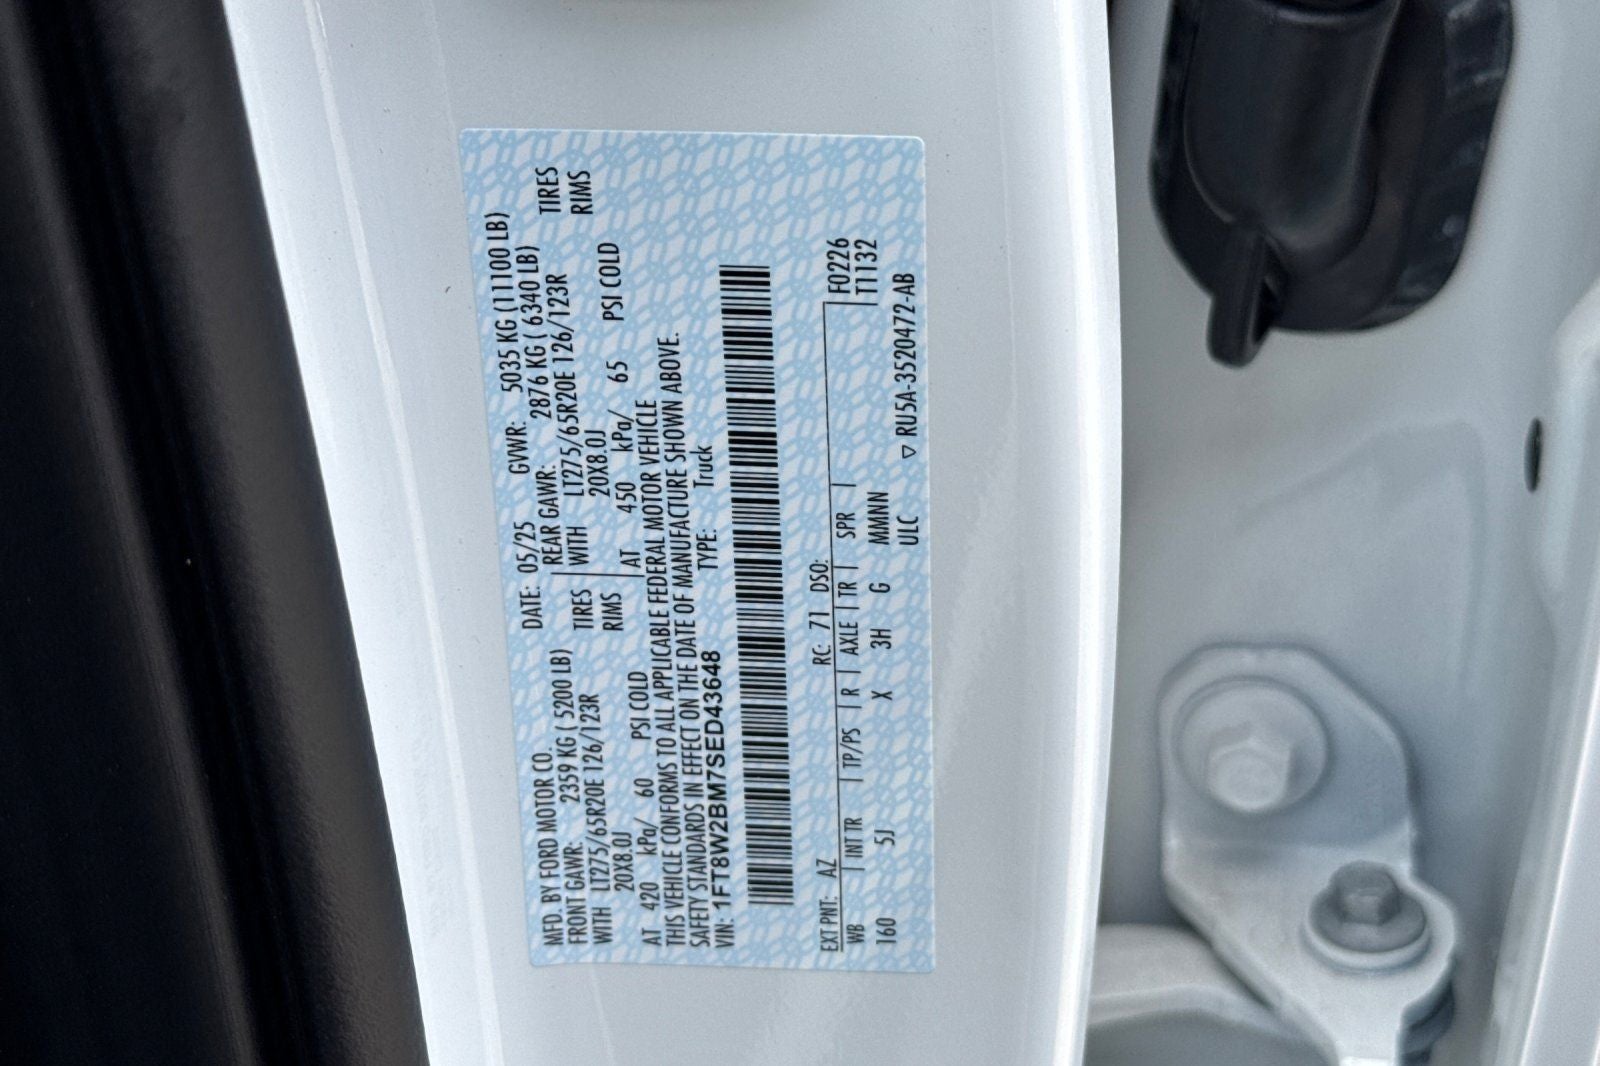 MFD. BY FORD MOTOR CO. DATE: 05/25 GVWR: 5035 KG (11100 LB)
FRONT GAWR: 2359 KG ( 5200 LB) REAR GAWR: 2876 KG ( 6340 LB)
WITH LT275/65R20E 126/123R TIRES WITH LT275/65R20E 126/123R TIRES
20X8.0J RIMS 20X8.0J RIMS
AT 420 kPa/ 60 PSI COLD AT 450 kPa/ 65 PSI COLD
THIS VEHICLE CONFORMS TO ALL APPLICABLE FEDERAL MOTOR VEHICLE
SAFETY STANDARDS IN EFFECT ON THE DATE OF MANUFACTURE SHOWN ABOVE.
VIN: 1FT8W2BM7SED43648 TYPE: Truck
EXT PNT: AZ RC: 71 DSO: F0226
WB INT TR TP/PS R AXLE TR SPR T1132
160 5J X 3H G MMNN
ULC ▽ RU5A-3520472-AB